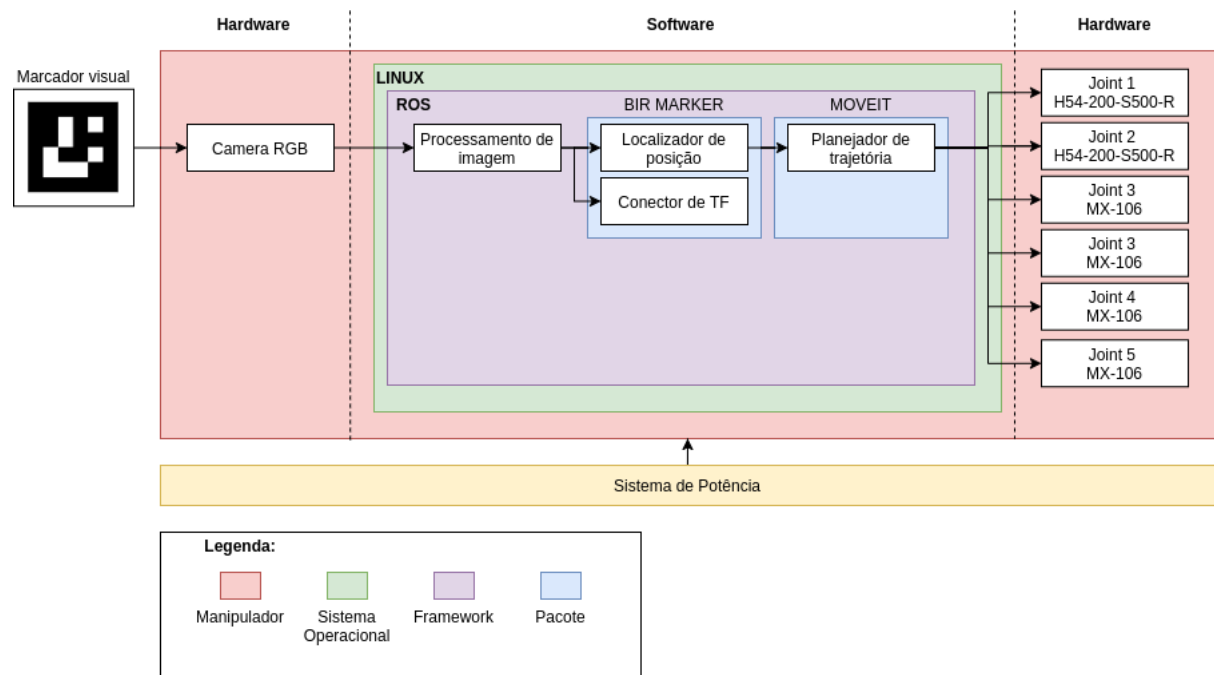 Hardware
Software
Hardware
Marcador visual
LINUX
ROS
BIR MARKER
MOVEIT
Camera RGB
Processamento de
imagem
Localizador de
posição
Conector de TF
Planejador de
trajetória
Joint 1
H54-200-S500-R
Joint 2
H54-200-S500-R
Joint 3
MX-106
Joint 3
MX-106
Joint 4
MX-106
Joint 5
MX-106
Sistema de Potência
Legenda:
Manipulador
Sistema
Operacional
Framework
Pacote